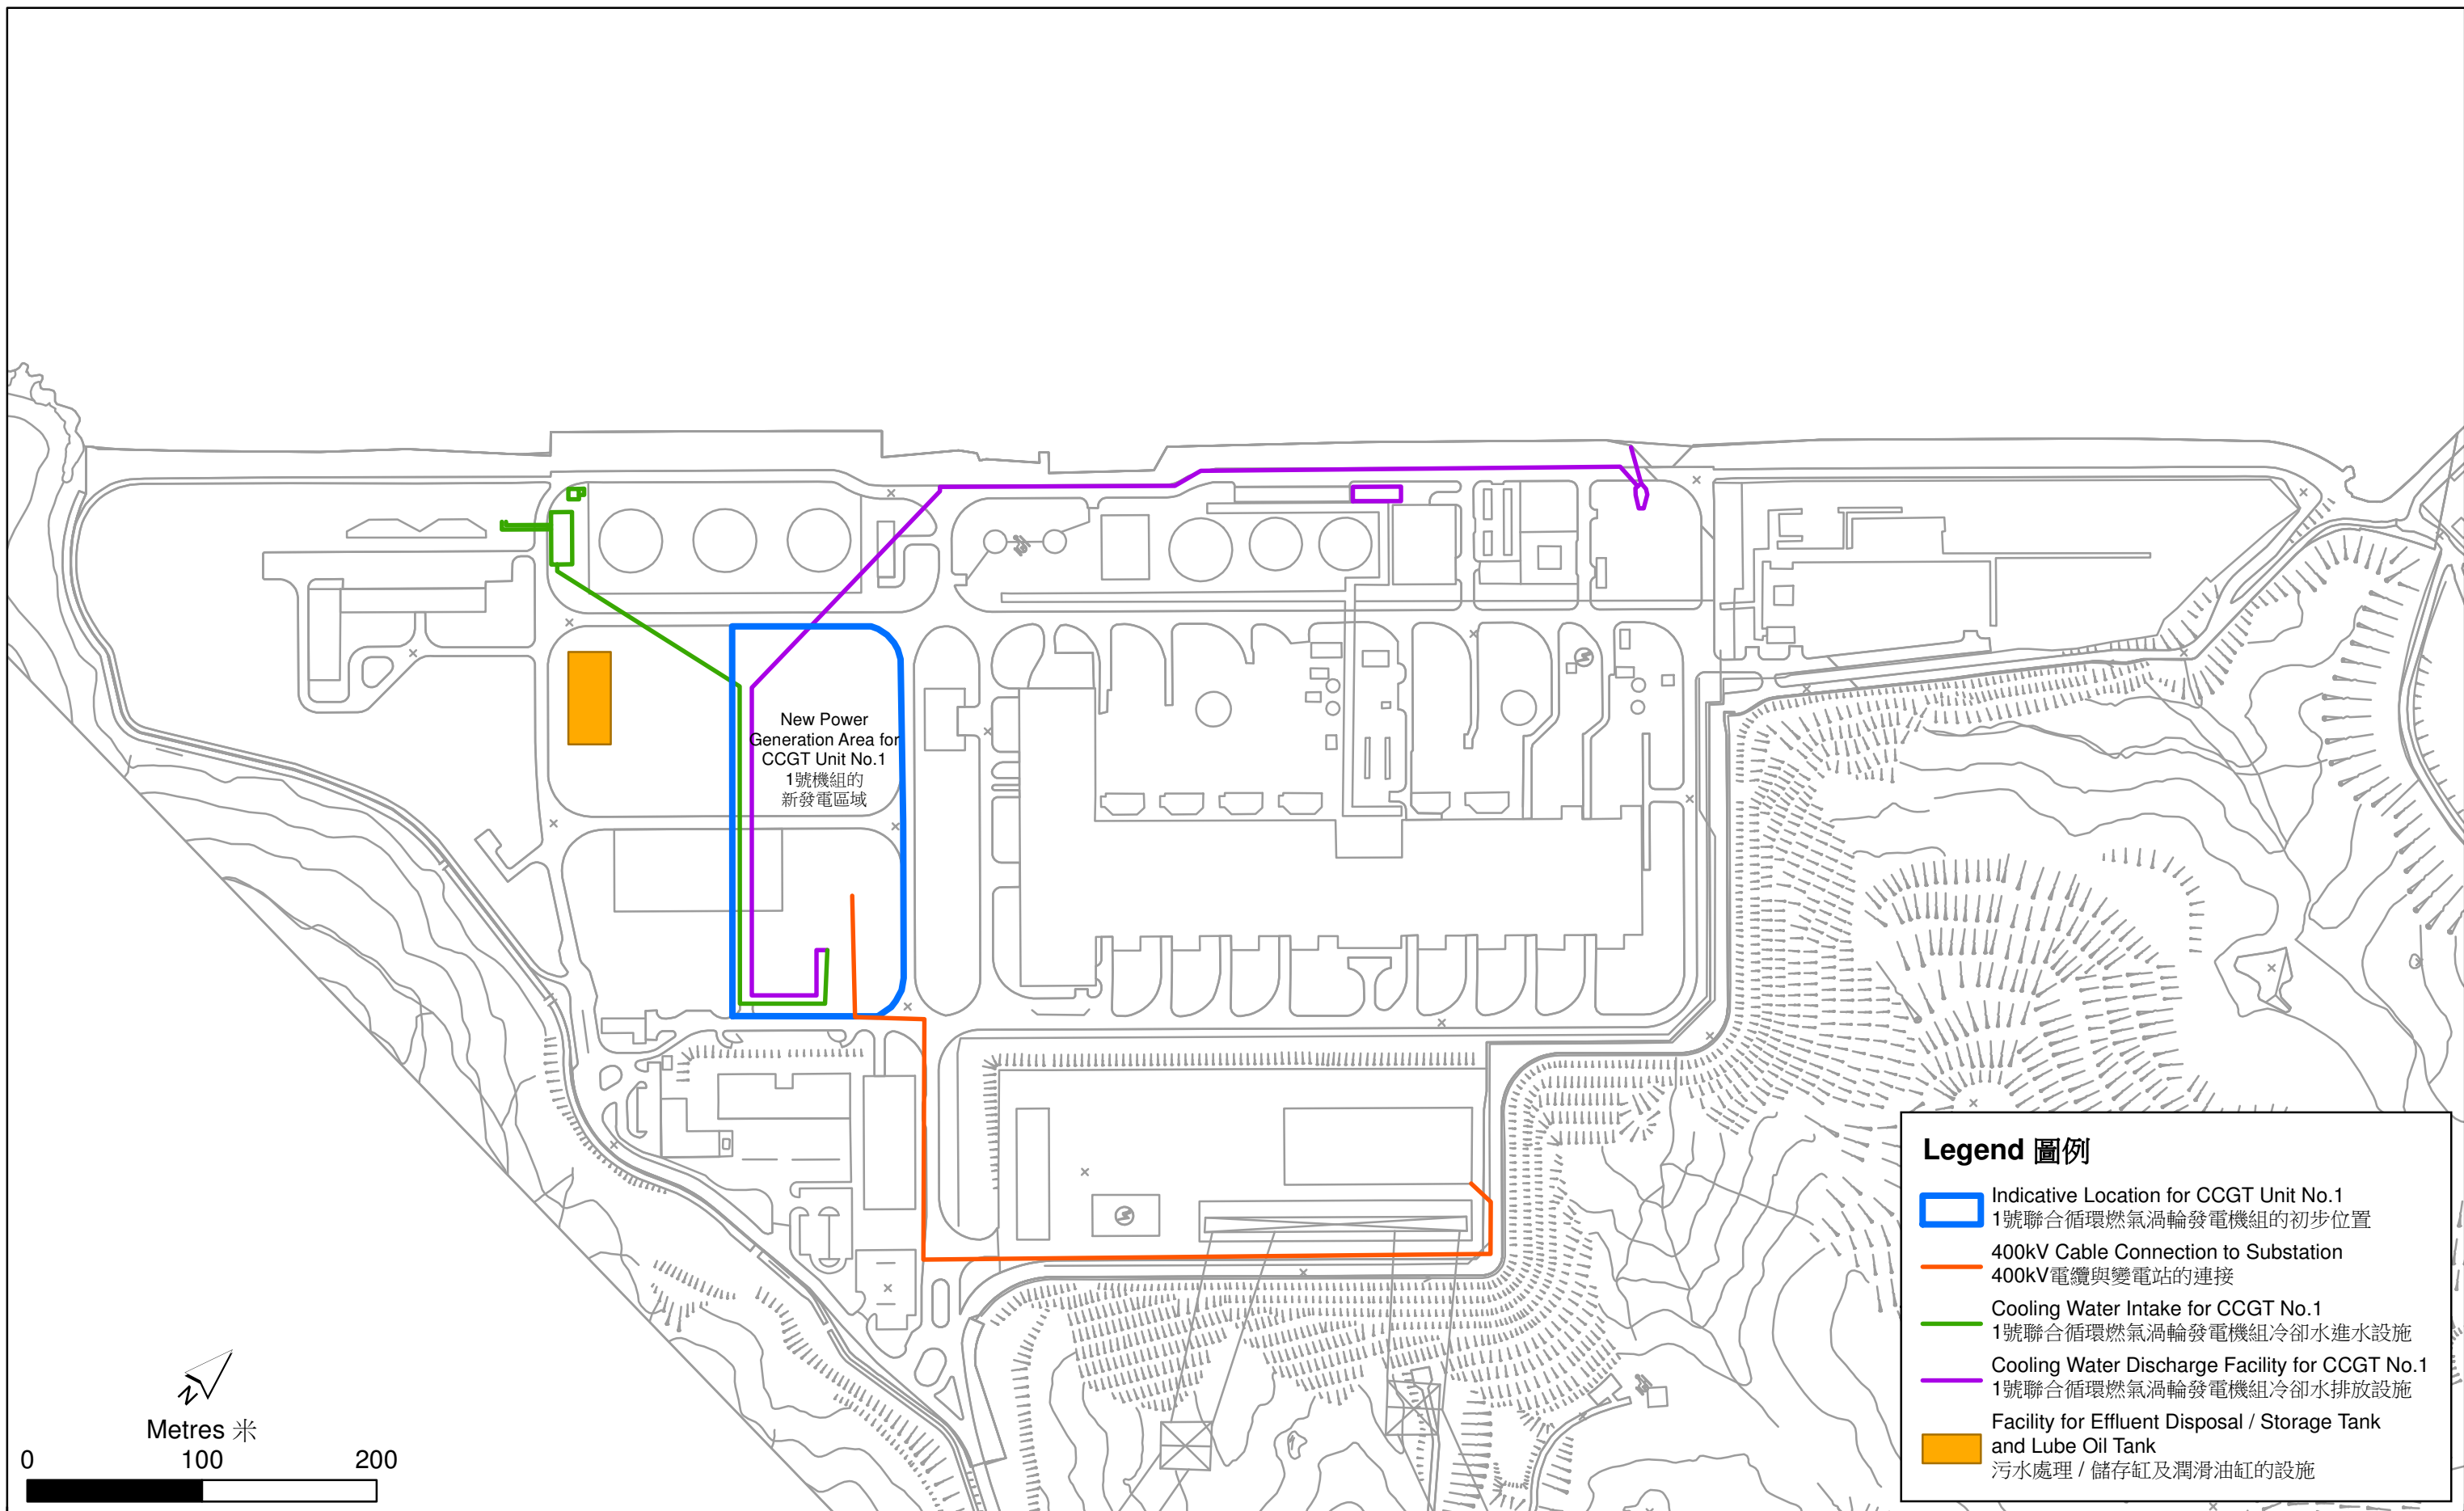 New Power
Generation Area for
CCGT Unit No.1
1號機組的
新發電區域
N
Metres 米
0 100 200
Legend 圖例
Indicative Location for CCGT Unit No.1
1號聯合循環燃氣渦輪發電機組的初步位置
400kV Cable Connection to Substation
400kV電纜與變電站的連接
Cooling Water Intake for CCGT No.1
1號聯合循環燃氣渦輪發電機組冷卻水進水設施
Cooling Water Discharge Facility for CCGT No.1
1號聯合循環燃氣渦輪發電機組冷卻水排放設施
Facility for Effluent Disposal / Storage Tank
and Lube Oil Tank
污水處理 / 儲存缸及潤滑油缸的設施